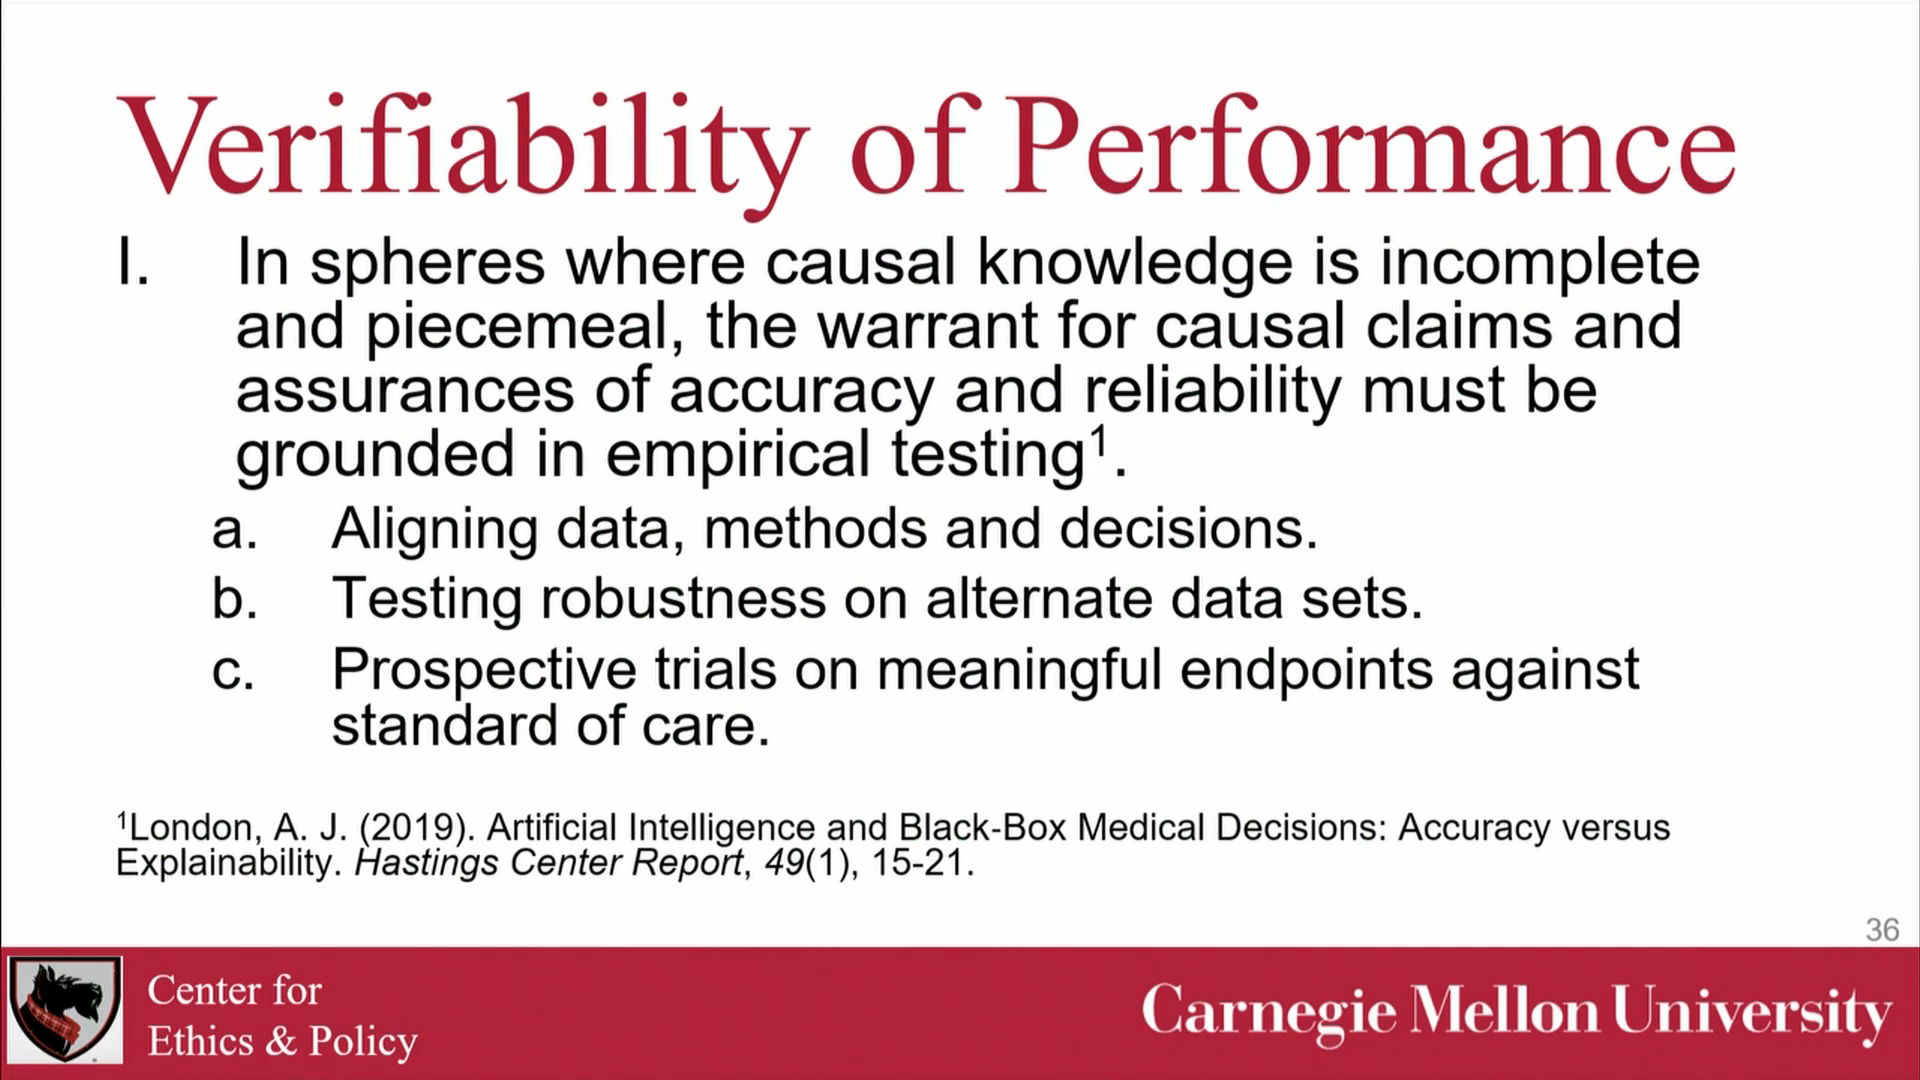 Verifiability of Performance
I. In spheres where causal knowledge is incomplete
and piecemeal, the warrant for causal claims and
assurances of accuracy and reliability must be
grounded in empirical testing¹.
a. Aligning data, methods and decisions.
b. Testing robustness on alternate data sets.
c. Prospective trials on meaningful endpoints against
standard of care.
¹London, A. J. (2019). Artificial Intelligence and Black-Box Medical Decisions: Accuracy versus
Explainability. Hastings Center Report, 49(1), 15-21.
36
Center for
Ethics & Policy
Carnegie Mellon University